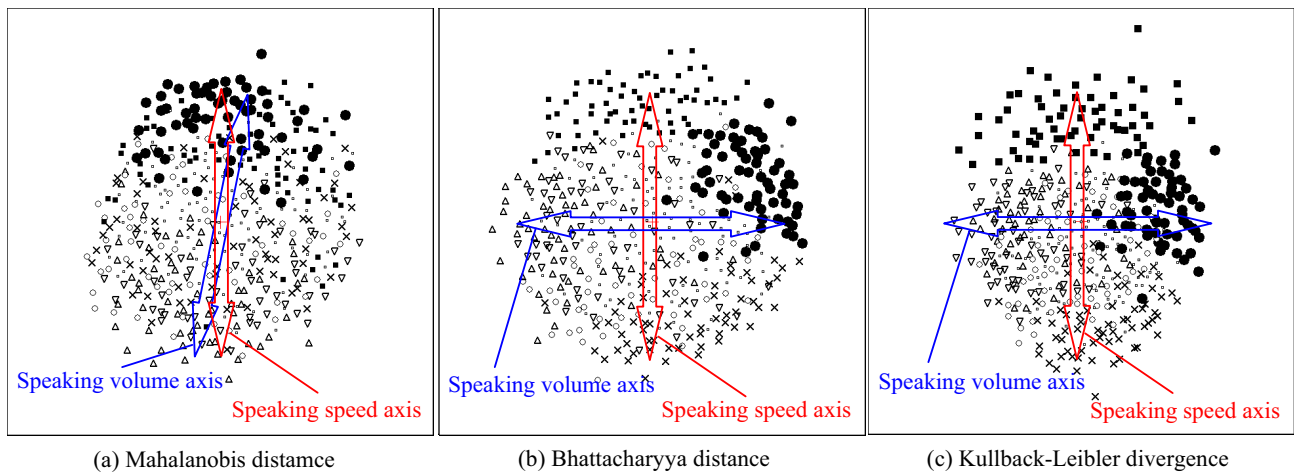 Speaking volume axis
Speaking speed axis
Speaking volume axis
Speaking speed axis
Speaking volume axis
Speaking speed axis
(a) Mahalanobis distamce
(b) Bhattacharyya distance
(c) Kullback-Leibler divergence